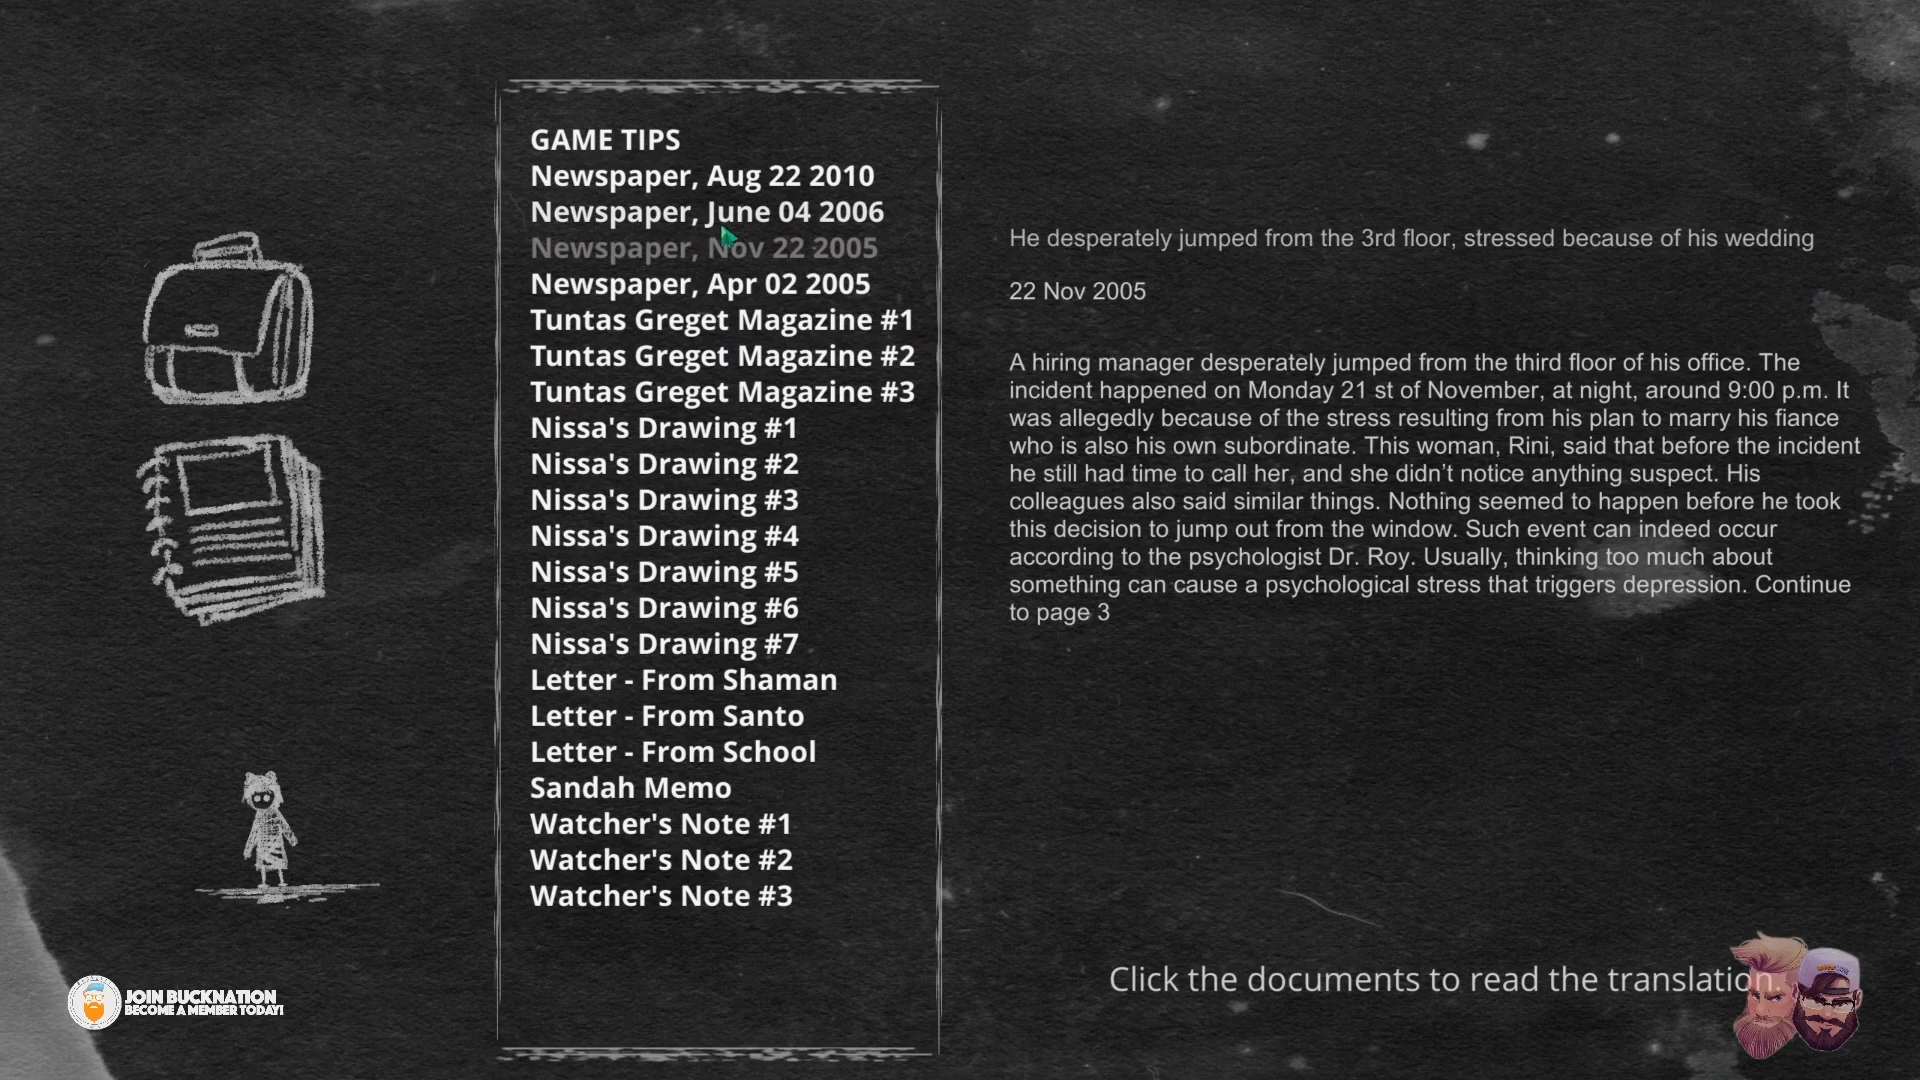 GAME TIPS
Newspaper, Aug 22 2010
Newspaper, June 04 2006
Newspaper, Nov 22 2005
Newspaper, Apr 02 2005
Tuntas Greget Magazine #1
Tuntas Greget Magazine #2
Tuntas Greget Magazine #3
Nissa's Drawing #1
Nissa's Drawing #2
Nissa's Drawing #3
Nissa's Drawing #4
Nissa's Drawing #5
Nissa's Drawing #6
Nissa's Drawing #7
Letter - From Shaman
Letter - From Santo
Letter - From School
Sandah Memo
Watcher's Note #1
Watcher's Note #2
Watcher's Note #3
He desperately jumped from the 3rd floor, stressed because of his wedding
22 Nov 2005
A hiring manager desperately jumped from the third floor of his office. The
incident happened on Monday 21 st of November, at night, around 9:00 p.m. It
was allegedly because of the stress resulting from his plan to marry his fiance
who is also his own subordinate. This woman, Rini, said that before the incident
he still had time to call her, and she didn’t notice anything suspect. His
colleagues also said similar things. Nothing seemed to happen before he took
this decision to jump out from the window. Such event can indeed occur
according to the psychologist Dr. Roy. Usually, thinking too much about
something can cause a psychological stress that triggers depression. Continue
to page 3
Click the documents to read the translation.
JOIN BUCKNATION
BECOME A MEMBER TODAY!